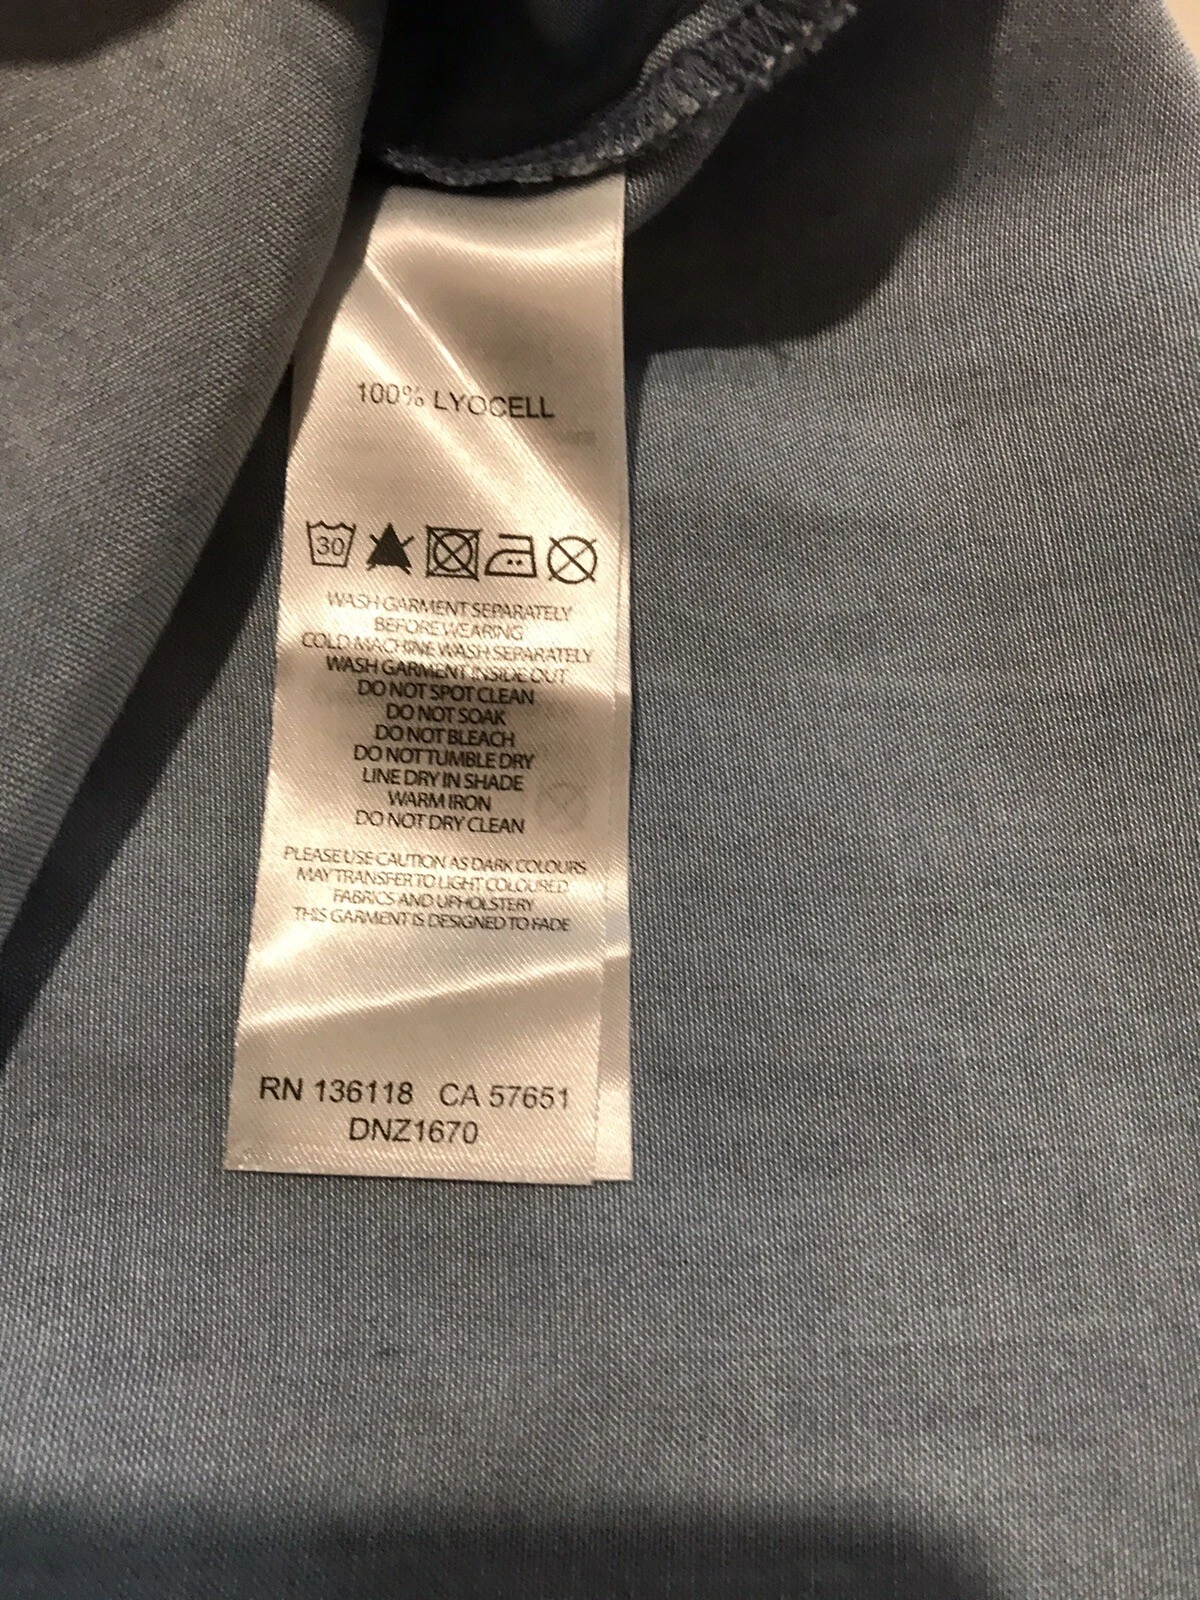 100% LYOCELL
30
WASH GARMENT SEPARATELY
BEFORE WEARING
COLD MACHINE WASH SEPARATELY
WASH GARMENT INSIDE OUT
DO NOT SPOT CLEAN
DO NOT SOAK
DO NOT BLEACH
DO NOT TUMBLE DRY
LINE DRY IN SHADE
WARM IRON
DO NOT DRY CLEAN
PLEASE USE CAUTION AS DARK COLOURS
MAY TRANSFER TO LIGHT COLOURED
FABRICS AND UPHOLSTERY
THIS GARMENT IS DESIGNED TO FADE
RN 136118 CA 57651
DNZ1670